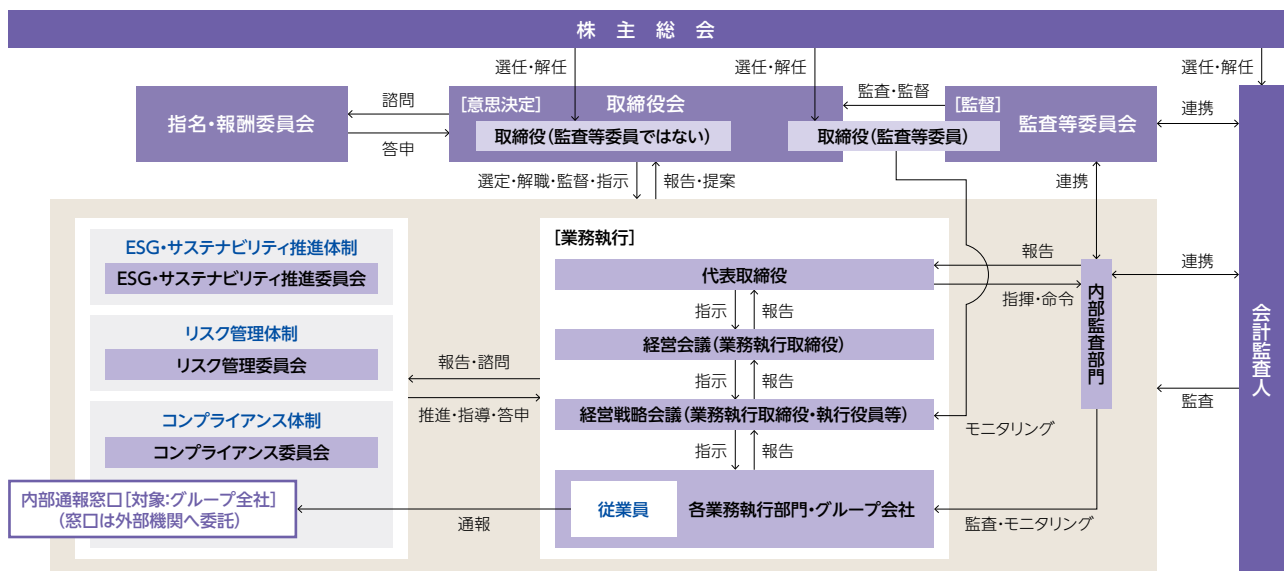 株主総会
選任・解任
選任・解任
選任・解任
指名・報酬委員会
諮問
答申
[意思決定]
取締役会
取締役（監査等委員ではない）
取締役（監査等委員）
監査・監督
[監督]
監査等委員会
連携
選定・解職・監督・指示
報告・提案
連携
ESG・サステナビリティ推進体制
ESG・サステナビリティ推進委員会
リスク管理体制
リスク管理委員会
コンプライアンス体制
コンプライアンス委員会
内部通報窓口[対象:グループ全社]
（窓口は外部機関へ委託）
報告・諮問
推進・指導・答申
通報
[業務執行]
代表取締役
指示
報告
経営会議（業務執行取締役）
指示
報告
経営戦略会議（業務執行取締役・執行役員等）
指示
報告
従業員
各業務執行部門・グループ会社
報告
指揮・命令
モニタリング
監査・モニタリング
内部監査部門
連携
監査
会計監査人